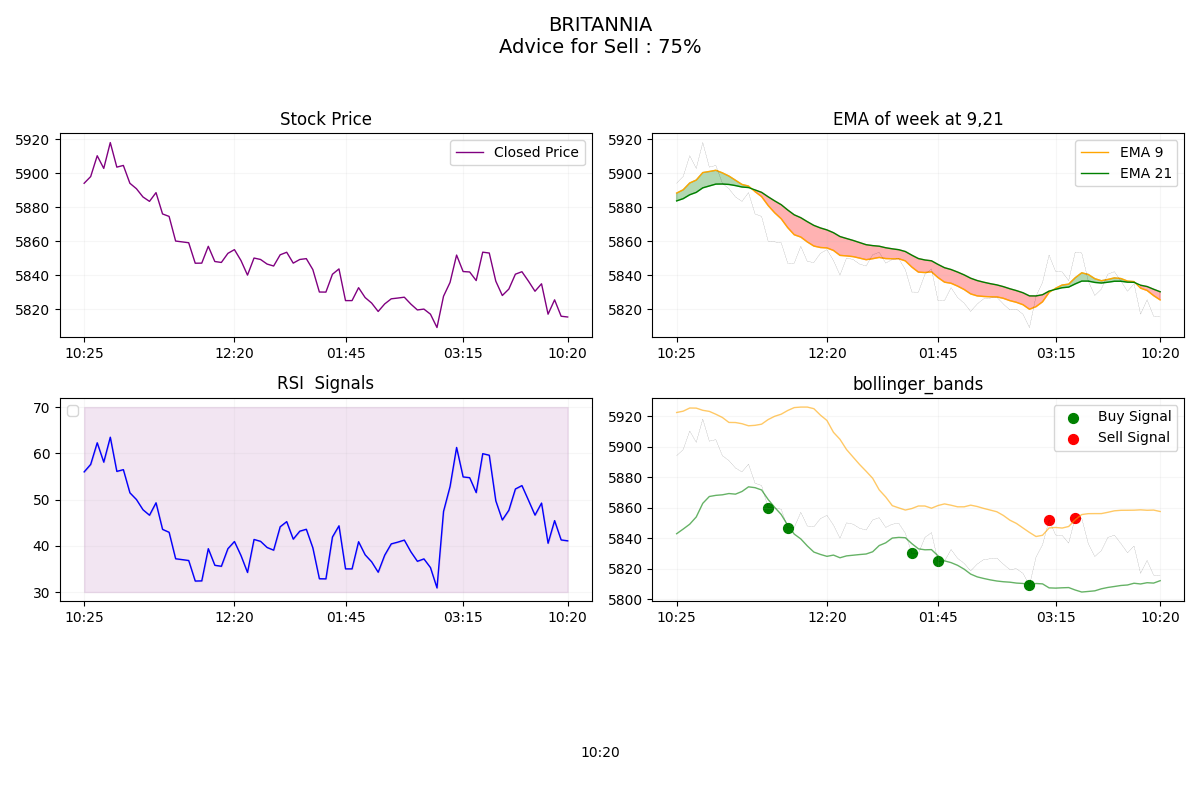 BRITANNIA
Advice for Sell : 75%
Stock Price
5920
5900
5880
5860
5840
5820
Closed Price
10:25 12:20 01:45 03:15 10:20
EMA of week at 9,21
5920
5900
5880
5860
5840
5820
EMA 9
EMA 21
10:25 12:20 01:45 03:15 10:20
RSI  Signals
70
60
50
40
30
10:25 12:20 01:45 03:15 10:20
bollinger_bands
5920
5900
5880
5860
5840
5820
5800
Buy Signal
Sell Signal
10:25 12:20 01:45 03:15 10:20
10:20